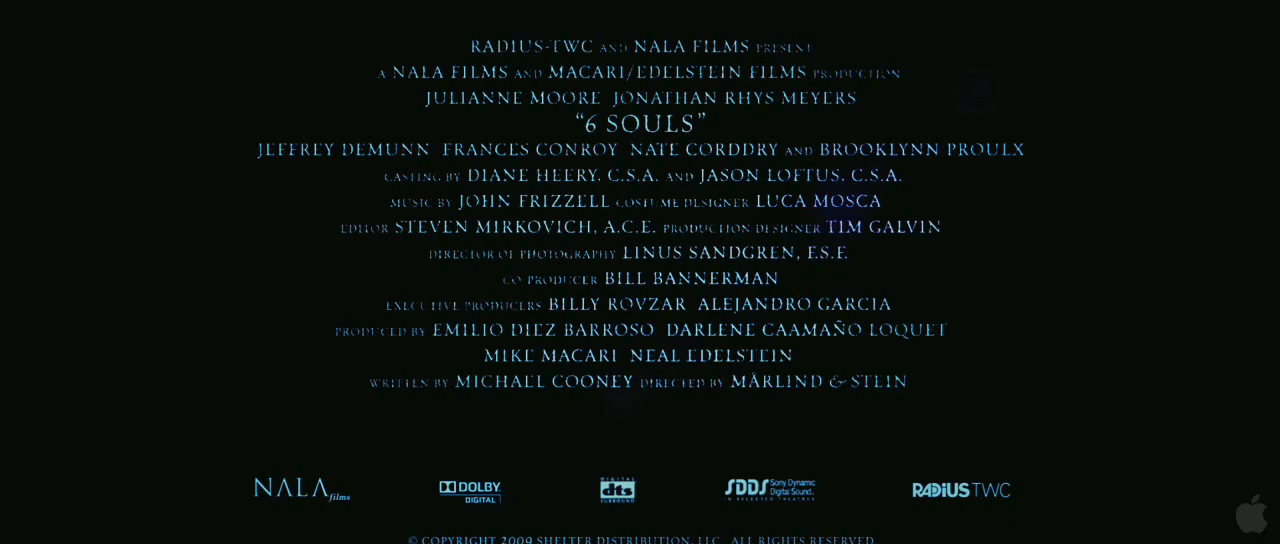 RADIUS-TWC AND NALA FILMS PRESENT
A NALA FILMS AND MACARI/EDELSTEIN FILMS PRODUCTION
JULIANNE MOORE JONATHAN RHYS MEYERS
“6 SOULS”
JEFFREY DEMUNN FRANCES CONROY NATE CORDDRY AND BROOKLYNN PROULX
CASTING BY DIANE HEERY, C.S.A. AND JASON LOFTUS, C.S.A.
MUSIC BY JOHN FRIZZELL COSTUME DESIGNER LUCA MOSCA
EDITOR STEVEN MIRKOVICH, A.C.E. PRODUCTION DESIGNER TIM GALVIN
DIRECTOR OF PHOTOGRAPHY LINUS SANDGREN, F.S.F.
CO-PRODUCER BILL BANNERMAN
EXECUTIVE PRODUCERS BILLY ROVZAR ALEJANDRO GARCIA
PRODUCED BY EMILIO DIEZ BARROSO DARLENE CAAMAÑO LOQUET
MIKE MACARI NEAL EDELSTEIN
WRITTEN BY MICHAEL COONEY DIRECTED BY MÅRLIND & STEIN
NALA films
DOLBY DIGITAL
DIGITAL dts SURROUND
SDDS Sony Dynamic Digital Sound. IN SELECTED THEATRES
RADiUS TWC
© COPYRIGHT 2009 SHELTER DISTRIBUTION, LLC. ALL RIGHTS RESERVED